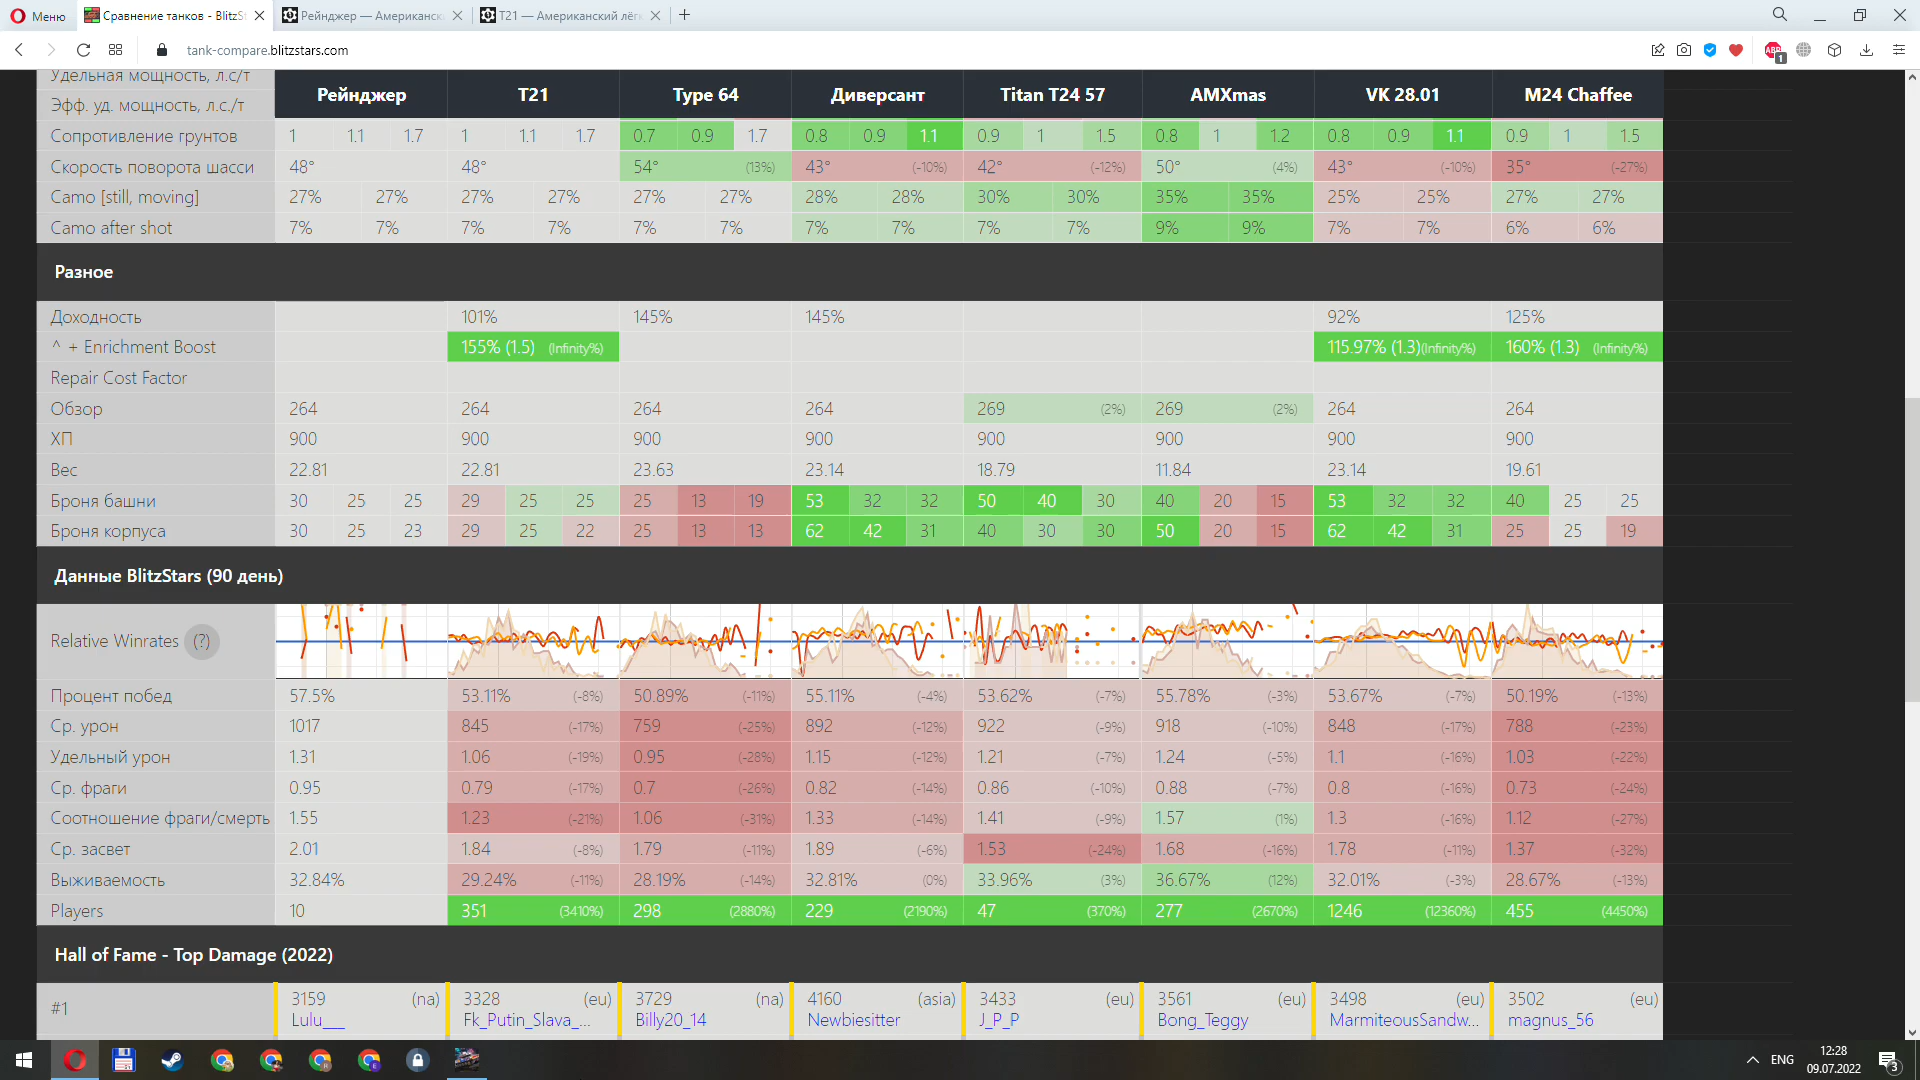 Меню
Сравнение танков - BlitzSt
Рейнджер — Американск
T21 — Американский лёг
tank-compare.blitzstars.com
Удельная мощность, л.с/т
Эфф. уд. мощность, л.с./т
Рейнджер T21 Type 64 Диверсант Titan T24 57 AMXmas VK 28.01 M24 Chaffee
Сопротивление грунтов 1 1.1 1.7 1 1.1 1.7 0.7 0.9 1.7 0.8 0.9 1.1 0.9 1 1.5 0.8 1 1.2 0.8 0.9 1.1 0.9 1 1.5
Скорость поворота шасси 48° 48° 54° (13%) 43° (-10%) 42° (-12%) 50° (4%) 43° (-10%) 35° (-27%)
Camo [still, moving] 27% 27% 27% 27% 27% 27% 28% 28% 30% 30% 35% 35% 25% 25% 27% 27%
Camo after shot 7% 7% 7% 7% 7% 7% 7% 7% 7% 7% 9% 9% 7% 7% 6% 6%
Разное
Доходность 101% 145% 145% 92% 125%
^ + Enrichment Boost 155% (1.5) (Infinity%) 115.97% (1.3)(Infinity%) 160% (1.3) (Infinity%)
Repair Cost Factor
Обзор 264 264 264 264 269 (2%) 269 (2%) 264 264
ХП 900 900 900 900 900 900 900 900
Вес 22.81 22.81 23.63 23.14 18.79 11.84 23.14 19.61
Броня башни 30 25 25 29 25 25 25 13 19 53 32 32 50 40 30 40 20 15 53 32 32 40 25 25
Броня корпуса 30 25 23 29 25 22 25 13 13 62 42 31 40 30 30 50 20 15 62 42 31 25 25 19
Данные BlitzStars (90 день)
Relative Winrates (?)
Процент побед 57.5% 53.11% (-8%) 50.89% (-11%) 55.11% (-4%) 53.62% (-7%) 55.78% (-3%) 53.67% (-7%) 50.19% (-13%)
Ср. урон 1017 845 (-17%) 759 (-25%) 892 (-12%) 922 (-9%) 918 (-10%) 848 (-17%) 788 (-23%)
Удельный урон 1.31 1.06 (-19%) 0.95 (-28%) 1.15 (-12%) 1.21 (-7%) 1.24 (-5%) 1.1 (-16%) 1.03 (-22%)
Ср. фраги 0.95 0.79 (-17%) 0.7 (-26%) 0.82 (-14%) 0.86 (-10%) 0.88 (-7%) 0.8 (-16%) 0.73 (-24%)
Соотношение фраги/смерть 1.55 1.23 (-21%) 1.06 (-31%) 1.33 (-14%) 1.41 (-9%) 1.57 (1%) 1.3 (-16%) 1.12 (-27%)
Ср. засвет 2.01 1.84 (-8%) 1.79 (-11%) 1.89 (-6%) 1.53 (-24%) 1.68 (-16%) 1.78 (-11%) 1.37 (-32%)
Выживаемость 32.84% 29.24% (-11%) 28.19% (-14%) 32.81% (0%) 33.96% (3%) 36.67% (12%) 32.01% (-3%) 28.67% (-13%)
Players 10 351 (3410%) 298 (2880%) 229 (2190%) 47 (370%) 277 (2670%) 1246 (12360%) 455 (4450%)
Hall of Fame - Top Damage (2022)
#1
3159 (na) 3328 (eu) 3729 (na) 4160 (asia) 3433 (eu) 3561 (eu) 3498 (eu) 3502 (eu)
Lulu___ Fk_Putin_Slava_... Billy20_14 Newbiesitter J_P_P Bong_Teggy MarmiteousSandw... magnus_56
ENG
12:28
09.07.2022
3